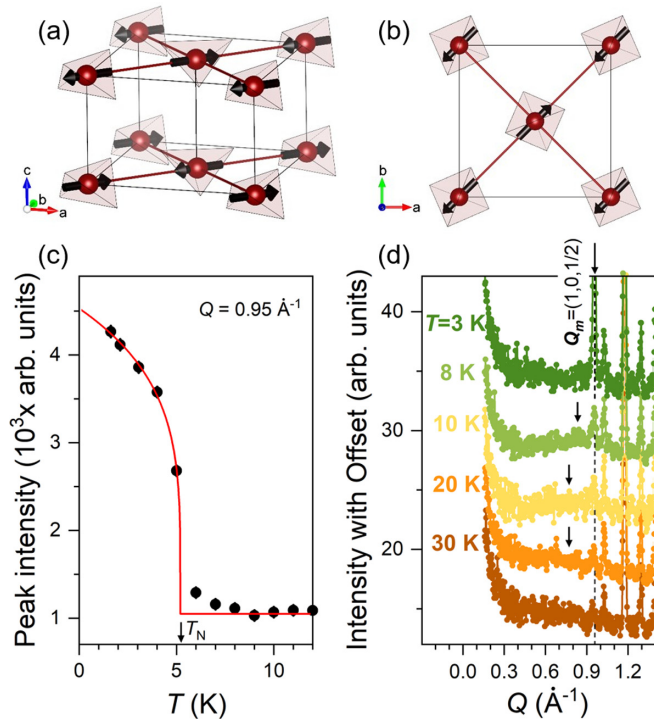 (a)
(b)
c
b
a
b
a
(c)
(d)
Peak intensity (10³x arb. units)
Q = 0.95 Å⁻¹
5
4
3
2
1
T_N
0
5
10
T (K)
Intensity with Offset (arb. units)
Q_m=(1,0,1/2)
40
30
20
T=3 K
8 K
10 K
20 K
30 K
0.0
0.3
0.6
0.9
1.2
Q (Å⁻¹)